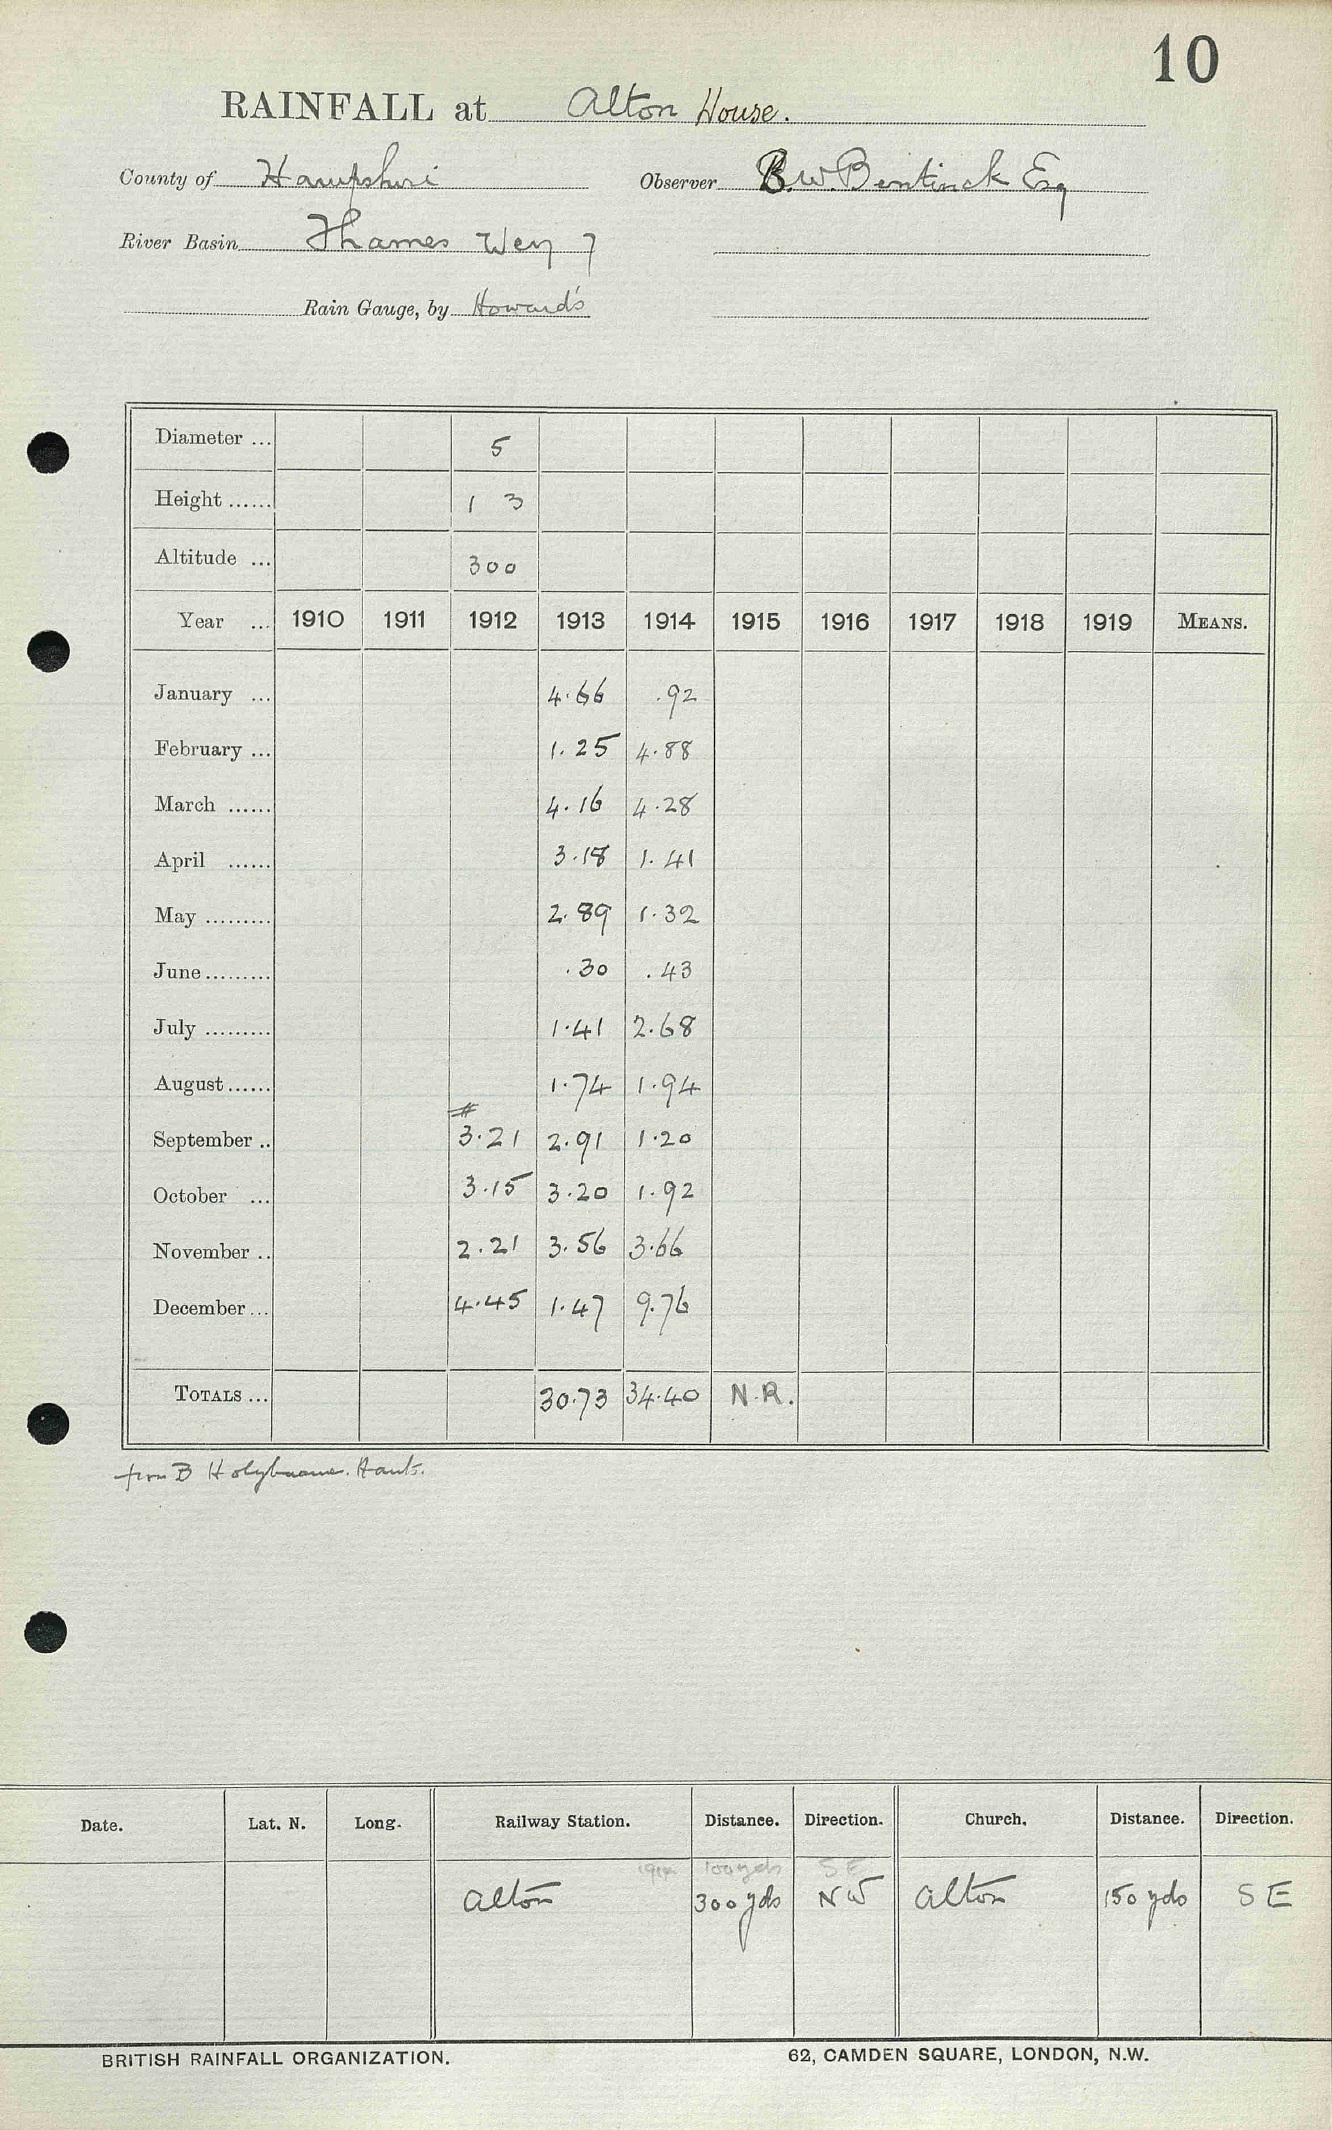 10
RAINFALL at Alton House.
County of Hampshire Observer B.W. Bentinck Esq
River Basin Thames Wey 7
Rain Gauge, by Howard's
Diameter ... 5
Height ...... 1 3
Altitude ... 300
Year ... 1910 1911 1912 1913 1914 1915 1916 1917 1918 1919 MEANS.
January ... 4.66 .92
February ... 1.25 4.88
March ...... 4.16 4.28
April ...... 3.18 1.41
May ......... 2.89 1.32
June ......... .30 .43
July ......... 1.41 2.68
August ...... 1.74 1.94
September .. 3.21 2.91 1.20
October ... 3.15 3.20 1.92
November .. 2.21 3.56 3.66
December ... 4.45 1.47 9.76
TOTALS ... 30.73 34.40 N.R.
from B Holybourne. Hants.
Date. Lat. N. Long. Railway Station. Distance. Direction. Church. Distance. Direction.
100 yds S E
Alton 300 yds NW Alton 150 yds S E
BRITISH RAINFALL ORGANIZATION. 62, CAMDEN SQUARE, LONDON, N.W.